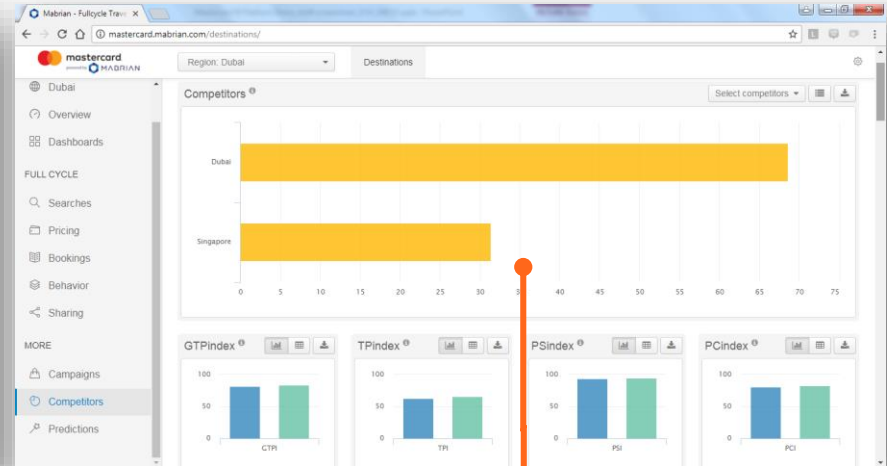 Mabrian - Fullcycle Trave
mastercard.mabrian.com/destinations/
mastercard
MABRIAN
Region: Dubai
Destinations
Dubai
Overview
Dashboards
FULL CYCLE
Searches
Pricing
Bookings
Behavior
Sharing
MORE
Campaigns
Competitors
Predictions
Competitors
Select competitors
Dubai
Singapore
0 5 10 15 20 25 30 40 45 50 55 60 65 70 75
GTPindex
100
50
0
GTPI
TPindex
100
50
0
TPI
PSindex
100
50
0
PSI
PCindex
100
50
0
PCI